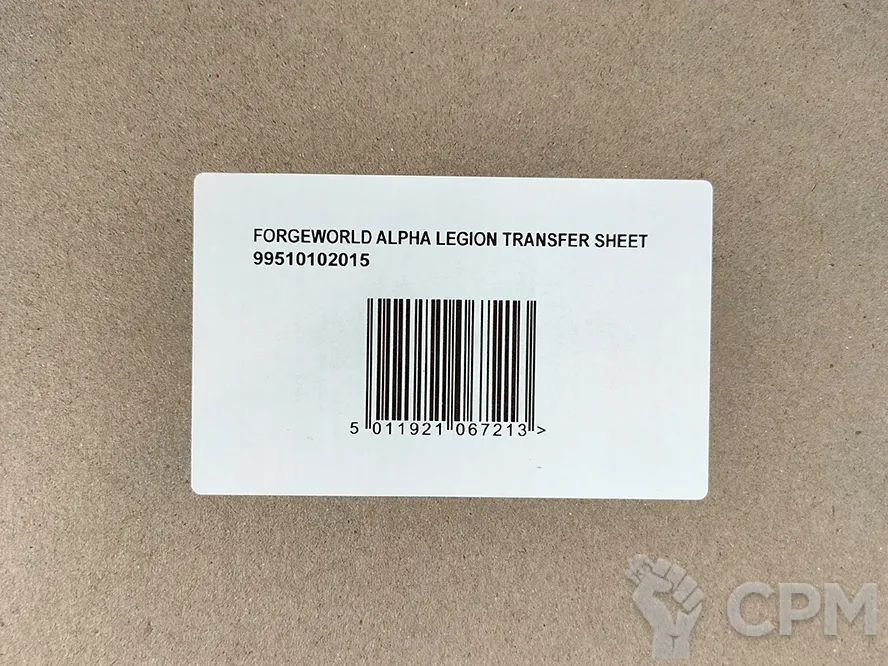 FORGEWORLD ALPHA LEGION TRANSFER SHEET
99510102015
5 011921 067213 >
CPM